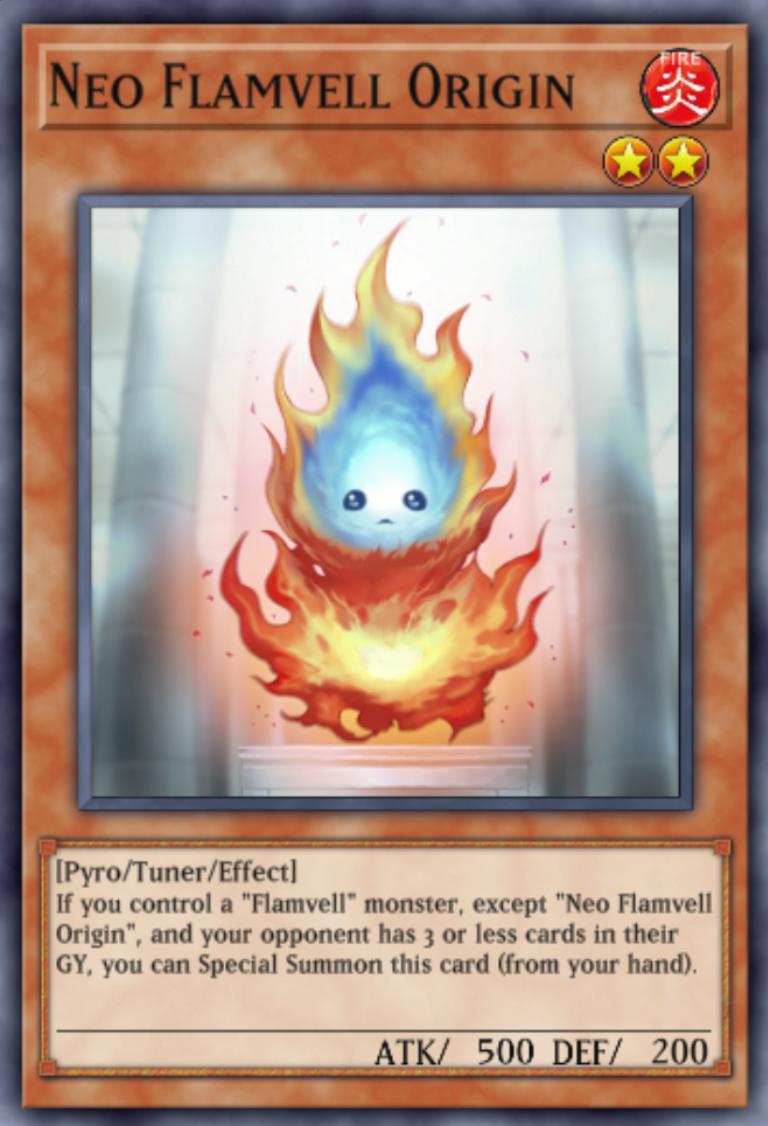 Neo Flamvell Origin
FIRE
炎
[Pyro/Tuner/Effect]
If you control a "Flamvell" monster, except "Neo Flamvell
Origin", and your opponent has 3 or less cards in their
GY, you can Special Summon this card (from your hand).
ATK/ 500 DEF/ 200